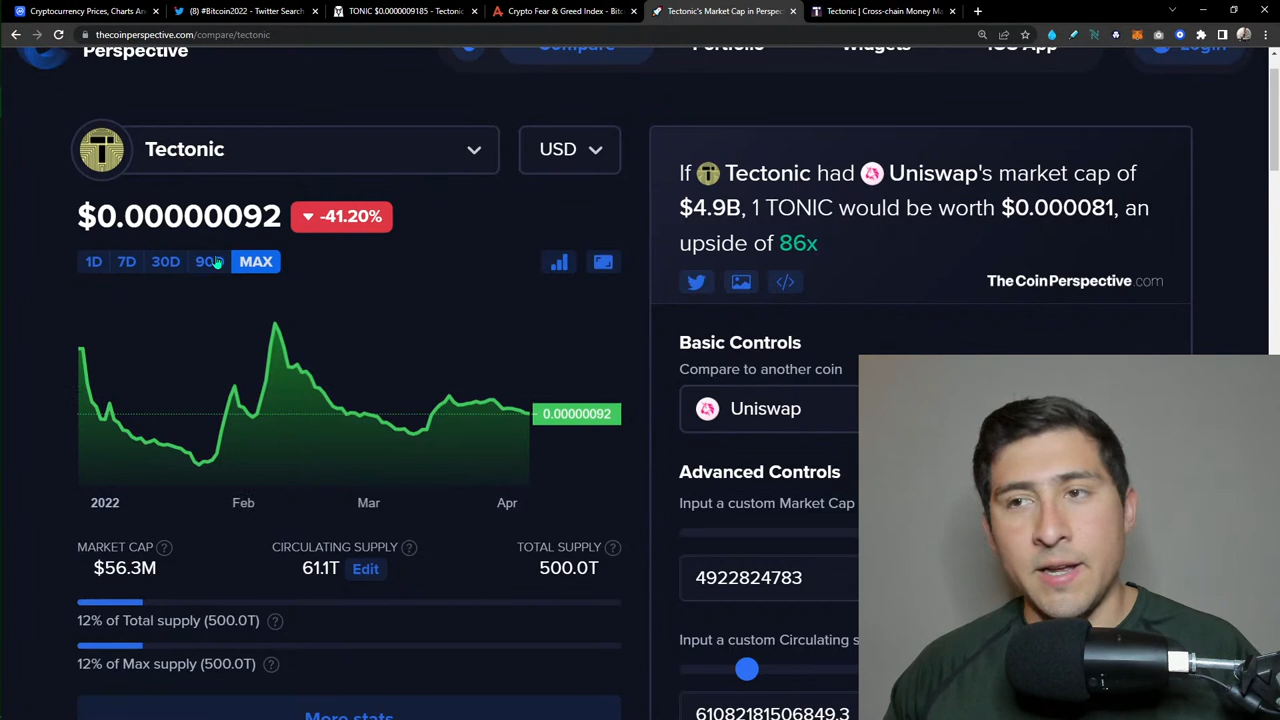 Cryptocurrency Prices, Charts An
(8) #Bitcoin2022 - Twitter Search
TONIC $0.0000009185 - Tectonic
Crypto Fear & Greed Index - Bitc
Tectonic's Market Cap in Perspec
Tectonic | Cross-chain Money Ma
thecoinperspective.com/compare/tectonic
Perspective
Compare
Portfolio
Widgets
iOS App
Login
Tectonic
USD
$0.00000092
-41.20%
1D 7D 30D 90D MAX
0.00000092
2022 Feb Mar Apr
MARKET CAP
CIRCULATING SUPPLY
TOTAL SUPPLY
$56.3M
61.1T Edit
500.0T
12% of Total supply (500.0T)
12% of Max supply (500.0T)
More stats
If Tectonic had Uniswap's market cap of
$4.9B, 1 TONIC would be worth $0.000081, an
upside of 86x
TheCoinPerspective.com
Basic Controls
Compare to another coin
Uniswap
Advanced Controls
Input a custom Market Cap
4922824783
Input a custom Circulating s
61082181506849.3